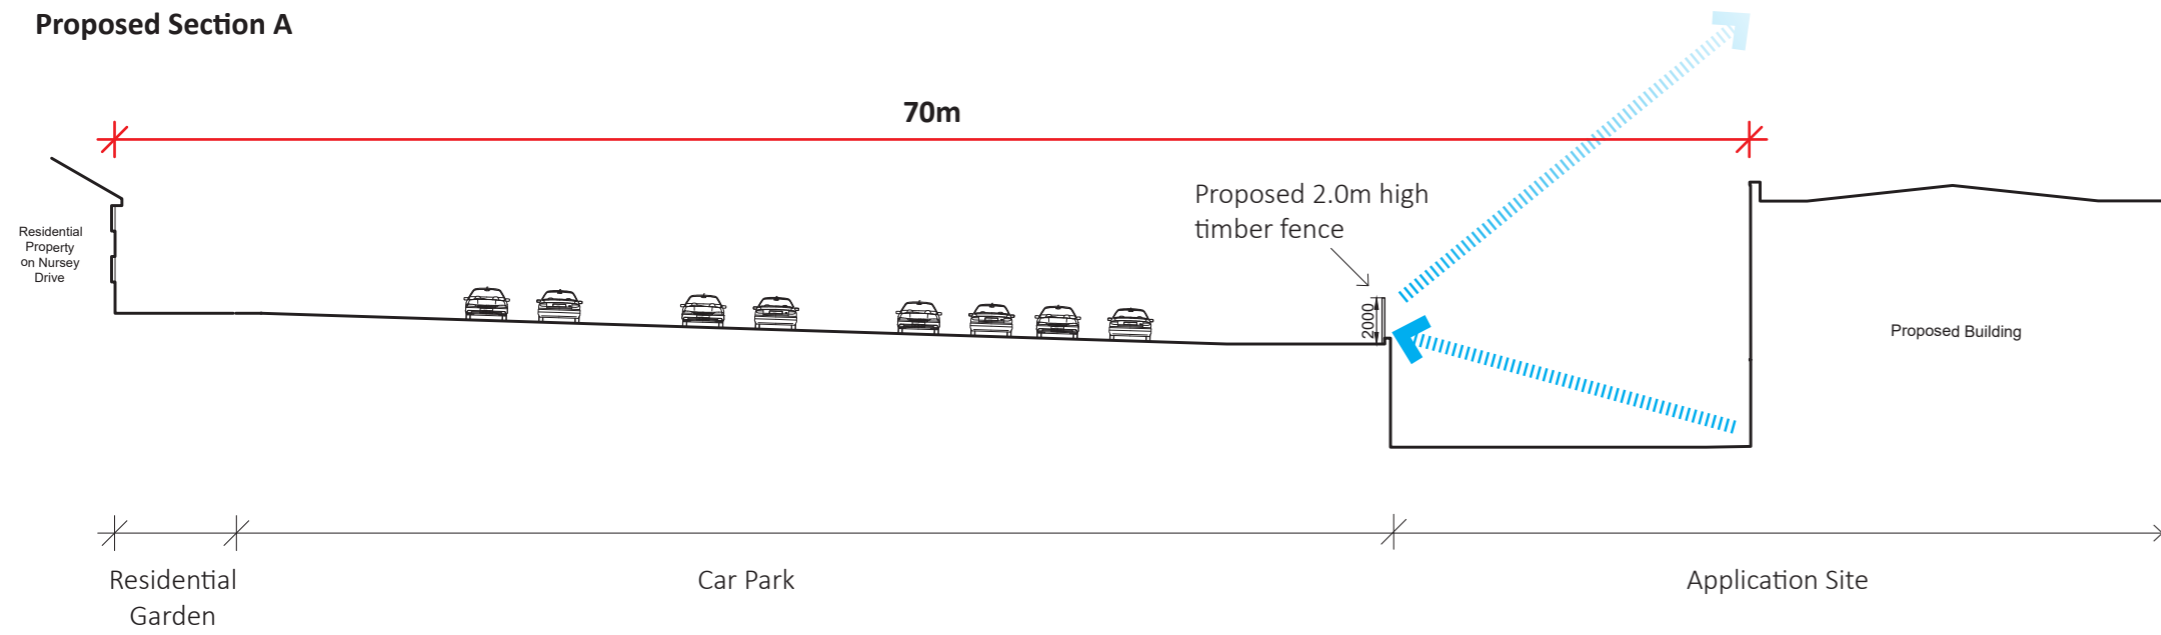 Proposed Section A
70m
Proposed 2.0m high
timber fence
Residential
Property
on Nursey
Drive
2000
Proposed Building
Residential
Garden
Car Park
Application Site